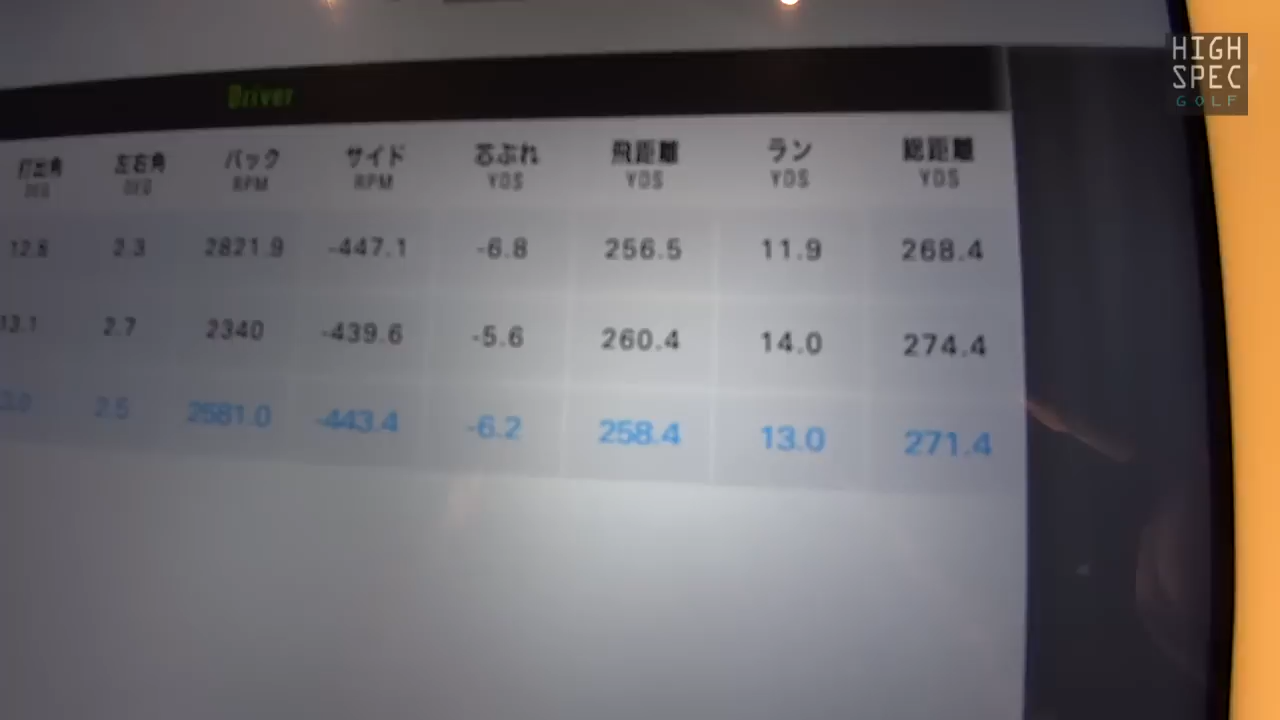 HIGH
SPEC
GOLF
Driver
打出角 左右角 バック サイド 芯ぶれ 飛距離 ラン 総距離
DEG DEG RPM RPM YDS YDS YDS YDS
12.8 2.3 2821.9 -447.1 -6.8 256.5 11.9 268.4
13.1 2.7 2340 -439.6 -5.6 260.4 14.0 274.4
3.0 2.5 2581.0 -443.4 -6.2 258.4 13.0 271.4